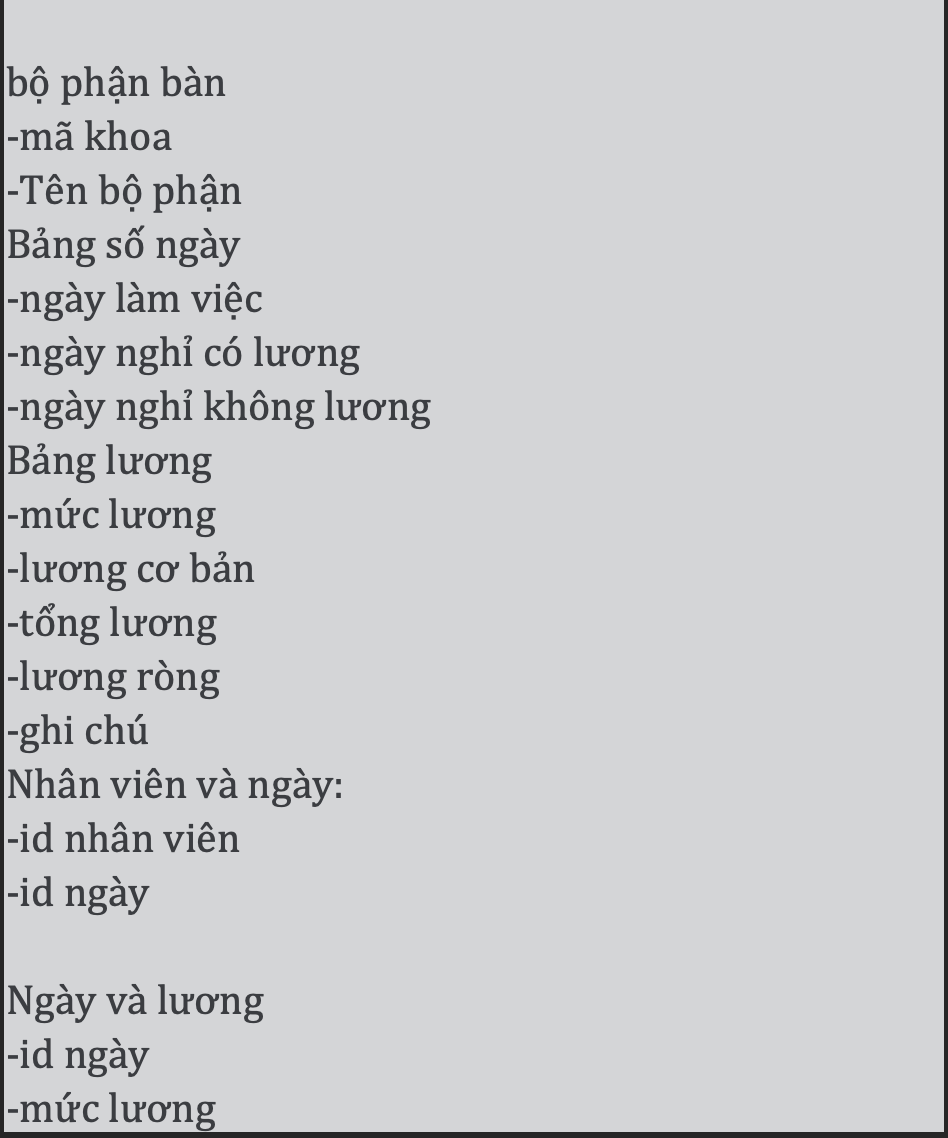 bộ phận bàn
-mã khoa
-Tên bộ phận
Bảng số ngày
-ngày làm việc
-ngày nghỉ có lương
-ngày nghỉ không lương
Bảng lương
-mức lương
-lương cơ bản
-tổng lương
-lương ròng
-ghi chú
Nhân viên và ngày:
-id nhân viên
-id ngày
Ngày và lương
-id ngày
-mức lương